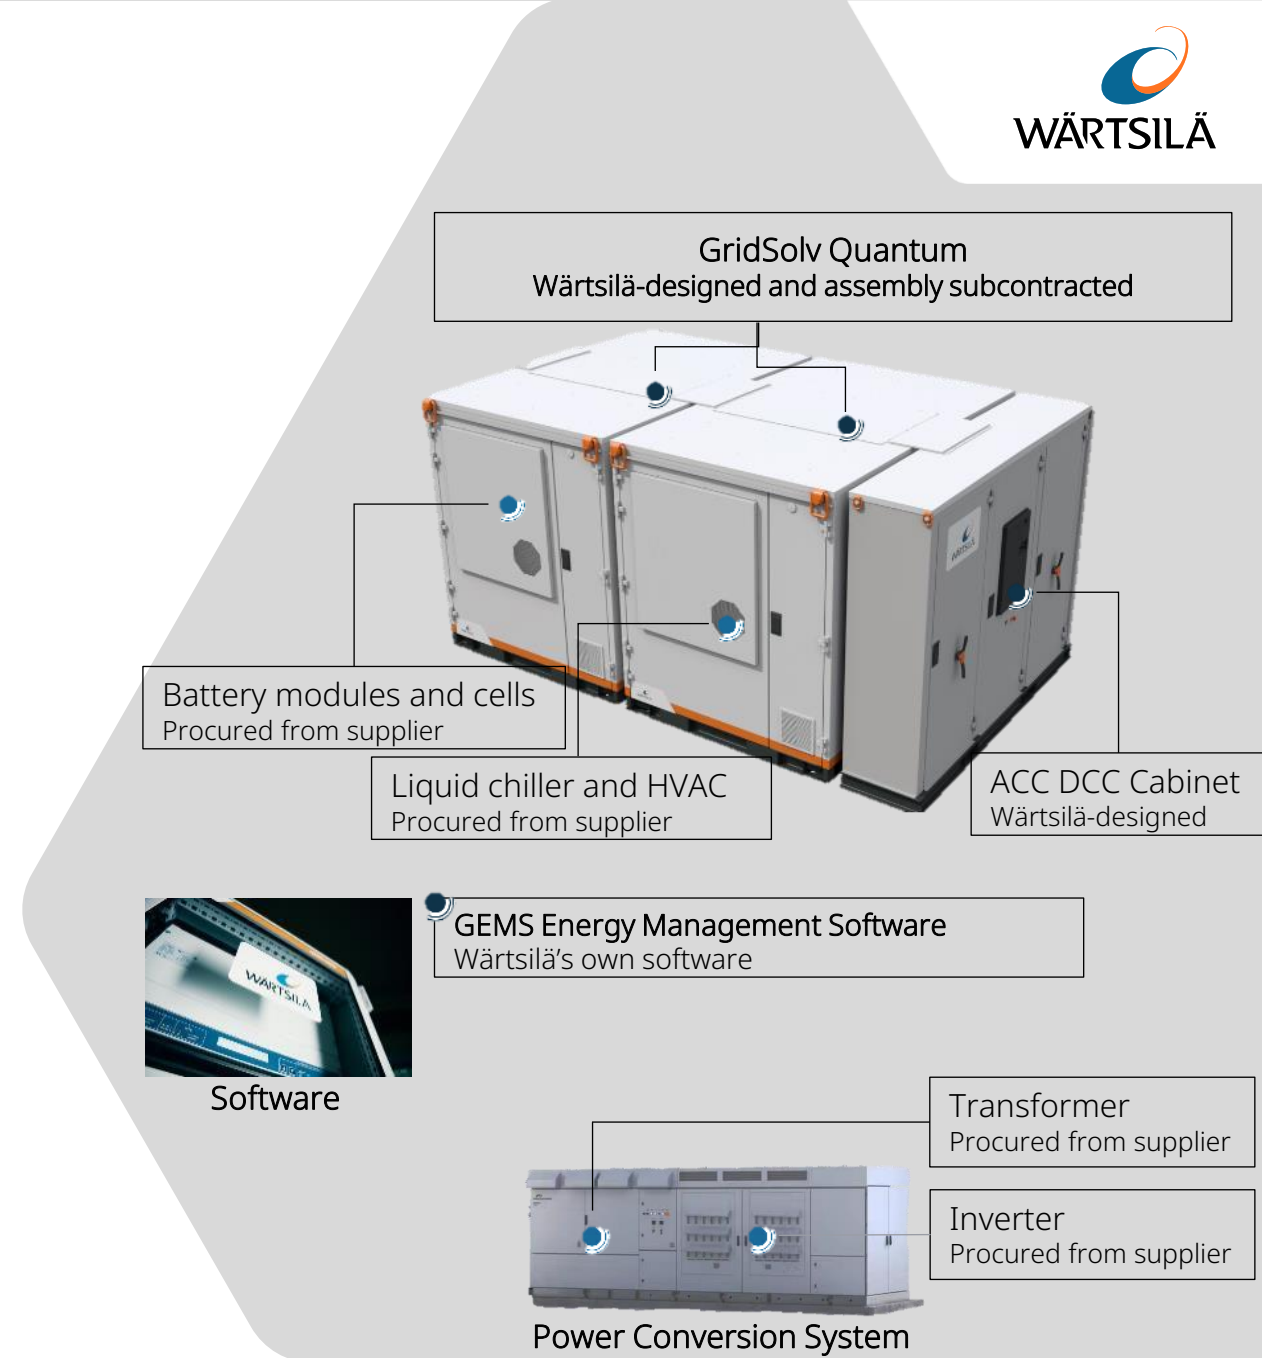 WÄRTSILÄ
GridSolv Quantum
Wärtsilä-designed and assembly subcontracted
WÄRTSILÄ
Battery modules and cells
Procured from supplier
Liquid chiller and HVAC
Procured from supplier
ACC DCC Cabinet
Wärtsilä-designed
GEMS Energy Management Software
Wärtsilä’s own software
WÄRTSILÄ
Software
Transformer
Procured from supplier
Inverter
Procured from supplier
Power Conversion System